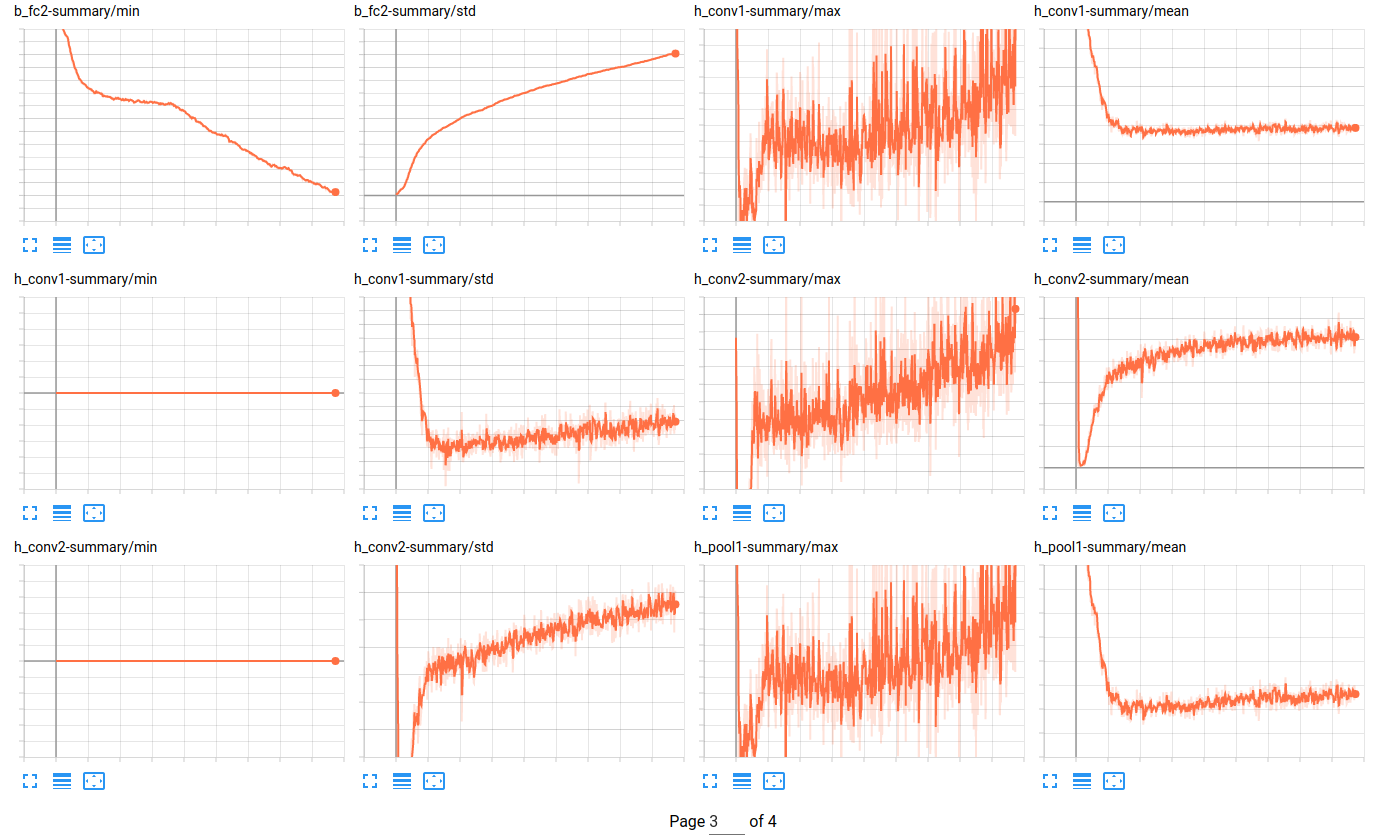 b_fc2-summary/min
b_fc2-summary/std
h_conv1-summary/max
h_conv1-summary/mean
h_conv1-summary/min
h_conv1-summary/std
h_conv2-summary/max
h_conv2-summary/mean
h_conv2-summary/min
h_conv2-summary/std
h_pool1-summary/max
h_pool1-summary/mean
Page 3 of 4